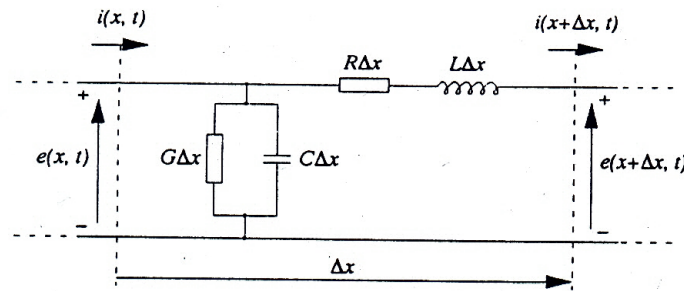 i(x, t)
i(x+Δx, t)
RΔx
LΔx
+
+
e(x, t)
GΔx
CΔx
e(x+Δx, t)
−
−
Δx